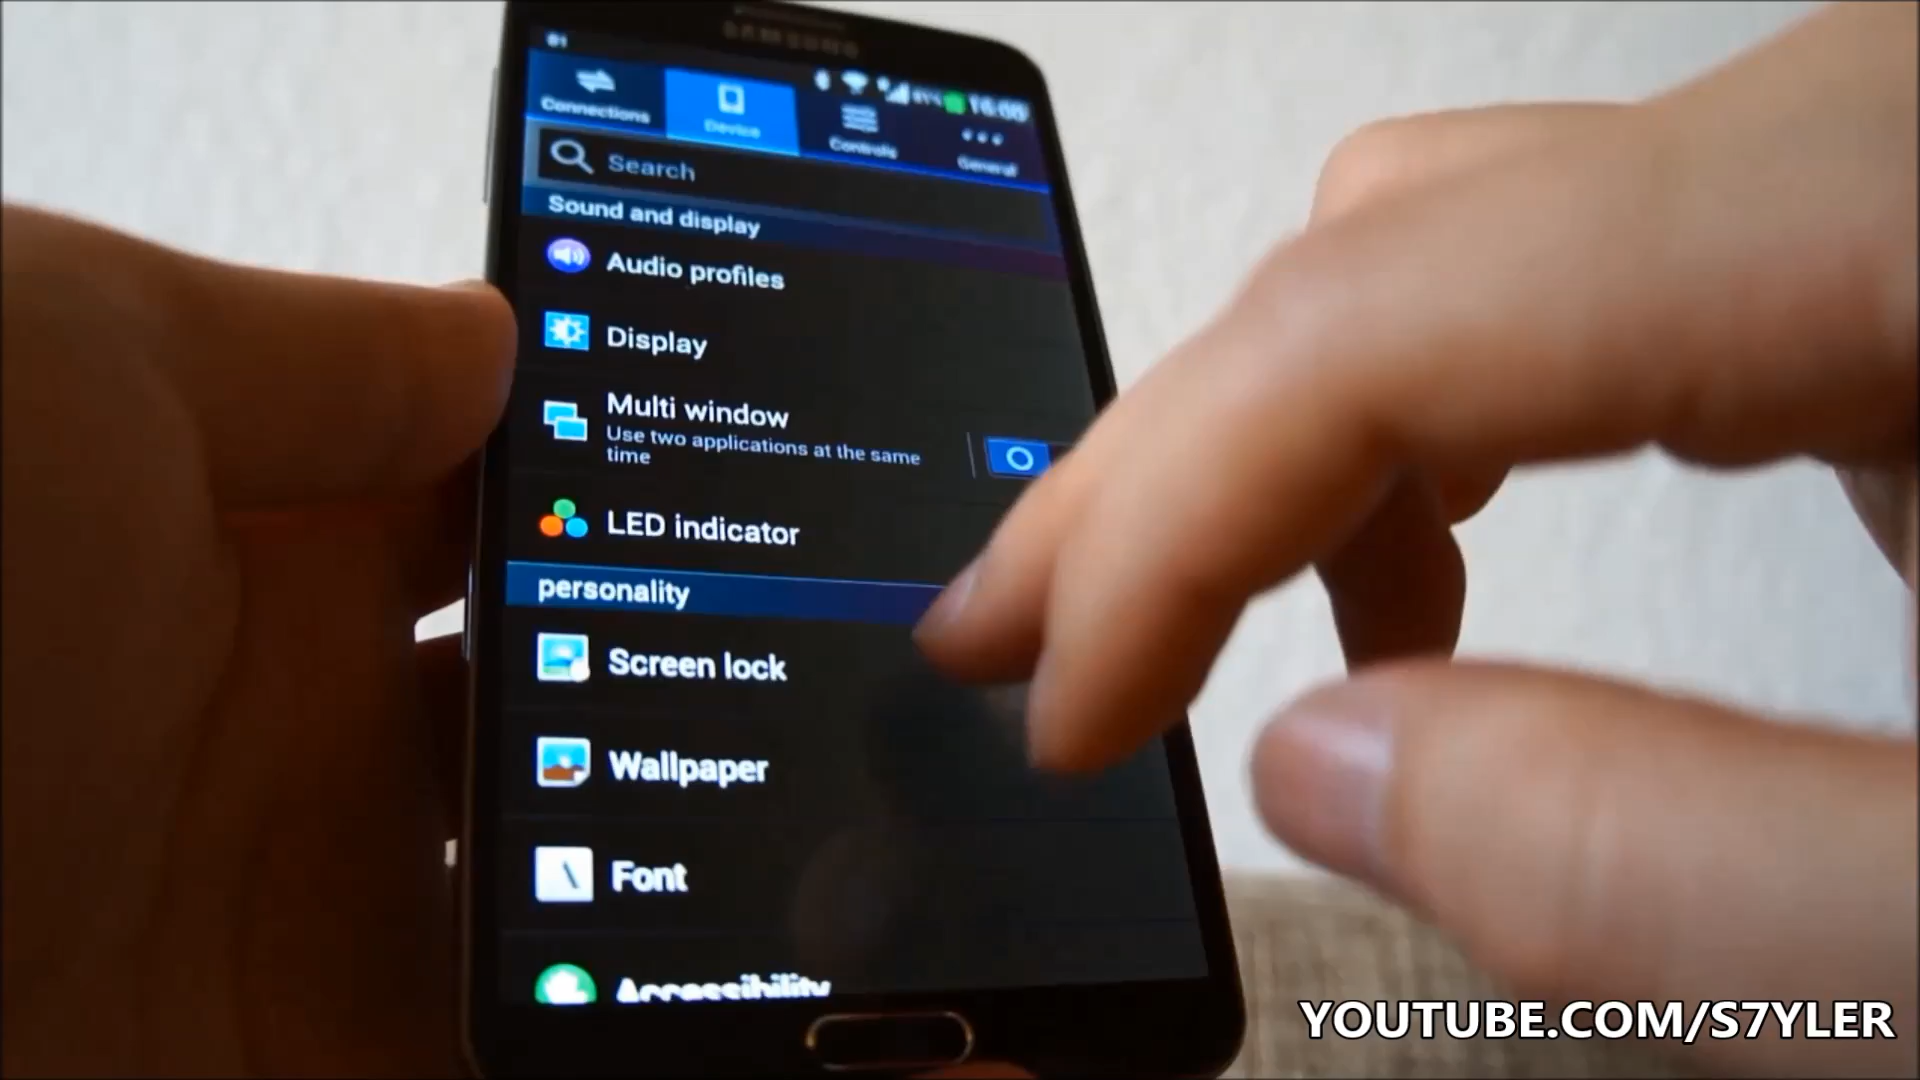 SAMSUNG
Connections
Device
Controls
General
Search
Sound and display
Audio profiles
Display
Multi window
Use two applications at the same
time
LED indicator
personality
Screen lock
Wallpaper
Font
Accessibility
YOUTUBE.COM/S7YLER